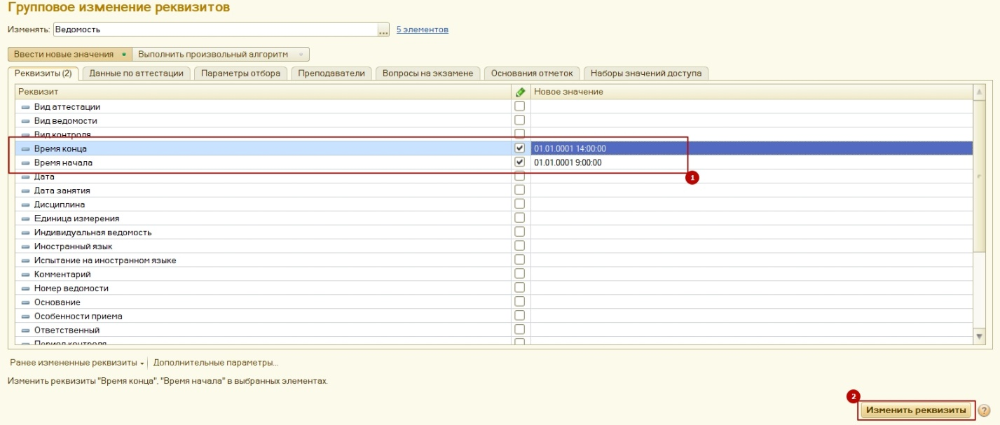 Групповое изменение реквизитов
Изменять: Ведомость ... 5 элементов
Ввести новые значения Выполнить произвольный алгоритм
Реквизиты (2) Данные по аттестации Параметры отбора Преподаватели Вопросы на экзамене Основания отметок Наборы значений доступа
Реквизит Новое значение
Вид аттестации
Вид ведомости
Вид контроля
Время конца 01.01.0001 14:00:00
Время начала 01.01.0001 9:00:00
Дата
1
Дата занятия
Дисциплина
Единица измерения
Индивидуальная ведомость
Иностранный язык
Испытание на иностранном языке
Комментарий
Номер ведомости
Основание
Особенности приема
Ответственный
Период контроля
Ранее измененные реквизиты Дополнительные параметры...
Изменить реквизиты "Время конца", "Время начала" в выбранных элементах.
2
Изменить реквизиты ?